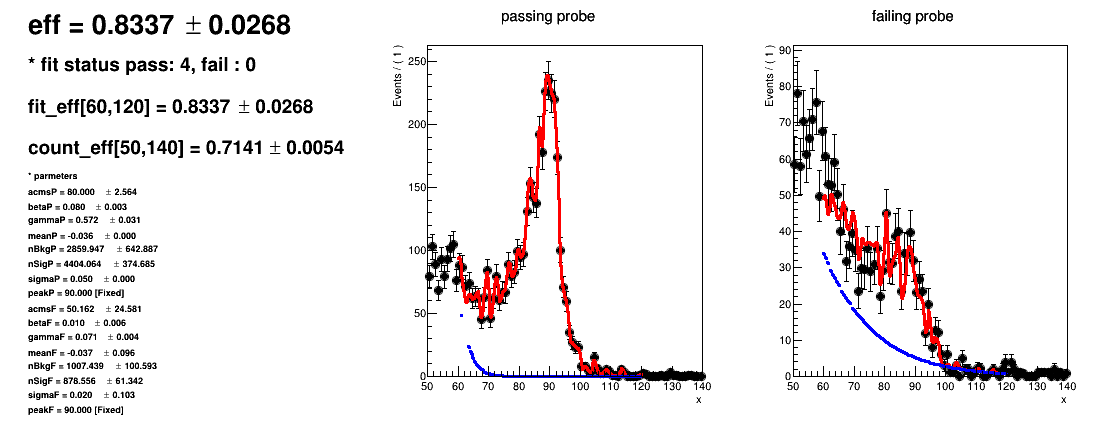 eff = 0.8337 ± 0.0268
* fit status pass: 4, fail : 0
fit_eff[60,120] = 0.8337 ± 0.0268
count_eff[50,140] = 0.7141 ± 0.0054
* parmeters
acmsP = 80.000 ± 2.564
betaP = 0.080 ± 0.003
gammaP = 0.572 ± 0.031
meanP = -0.036 ± 0.000
nBkgP = 2859.947 ± 642.887
nSigP = 4404.064 ± 374.685
sigmaP = 0.050 ± 0.000
peakP = 90.000 [Fixed]
acmsF = 50.162 ± 24.581
betaF = 0.010 ± 0.006
gammaF = 0.071 ± 0.004
meanF = -0.037 ± 0.096
nBkgF = 1007.439 ± 100.593
nSigF = 878.556 ± 61.342
sigmaF = 0.020 ± 0.103
peakF = 90.000 [Fixed]
passing probe
Events / ( 1 )
250
200
150
100
50
0
50 60 70 80 90 100 110 120 130 140
x
failing probe
Events / ( 1 )
90
80
70
60
50
40
30
20
10
0
50 60 70 80 90 100 110 120 130 140
x